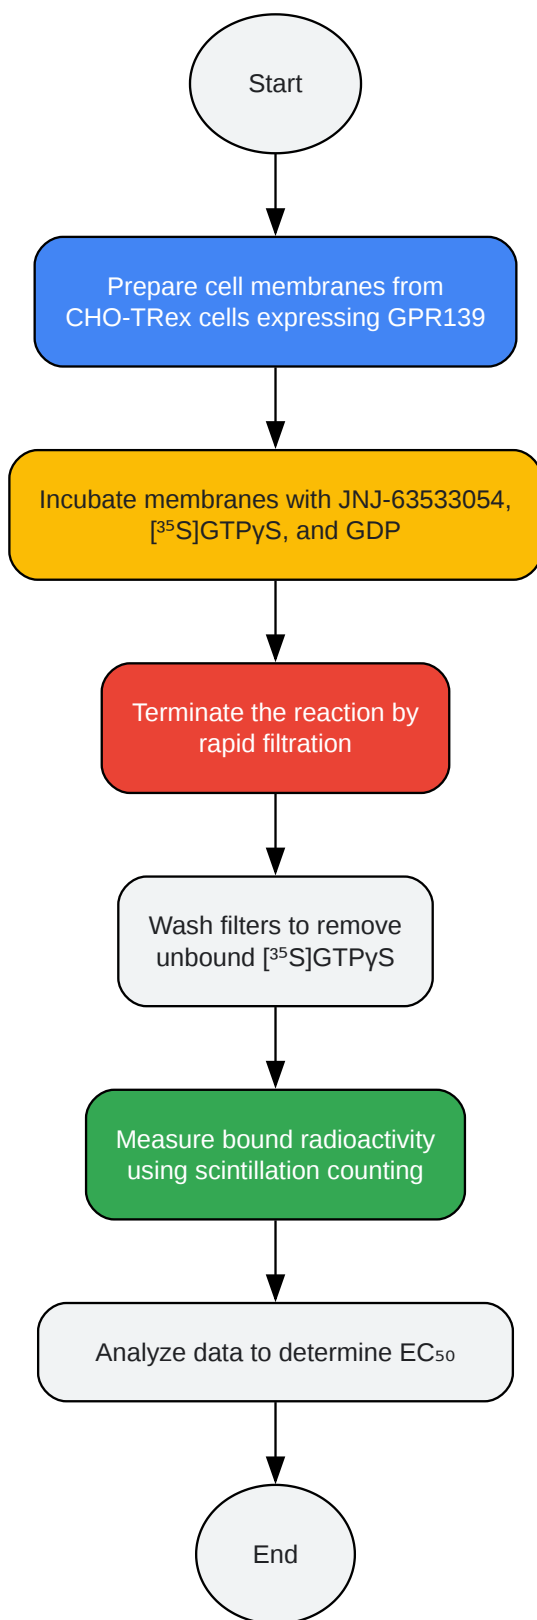 Start
Prepare cell membranes from
CHO-TRex cells expressing GPR139
Incubate membranes with JNJ-63533054,
[³⁵S]GTPγS, and GDP
Terminate the reaction by
rapid filtration
Wash filters to remove
unbound [³⁵S]GTPγS
Measure bound radioactivity
using scintillation counting
Analyze data to determine EC₅₀
End